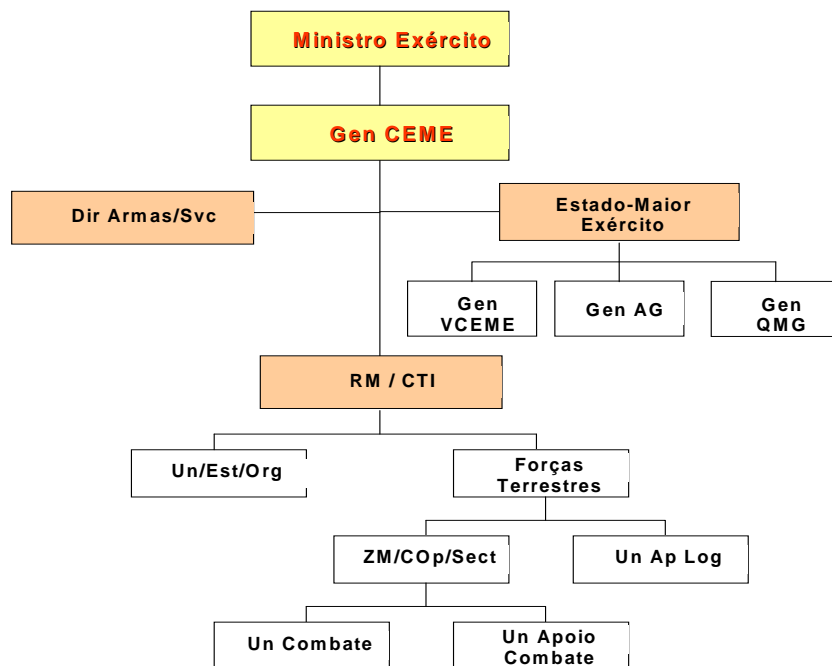 Ministro Exército
Gen CEME
Dir Armas/Svc
Estado-Maior
Exército
Gen
VCEME
Gen AG
Gen
QMG
RM / CTI
Un/Est/Org
Forças
Terrestres
ZM/COp/Sect
Un Ap Log
Un Combate
Un Apoio
Combate